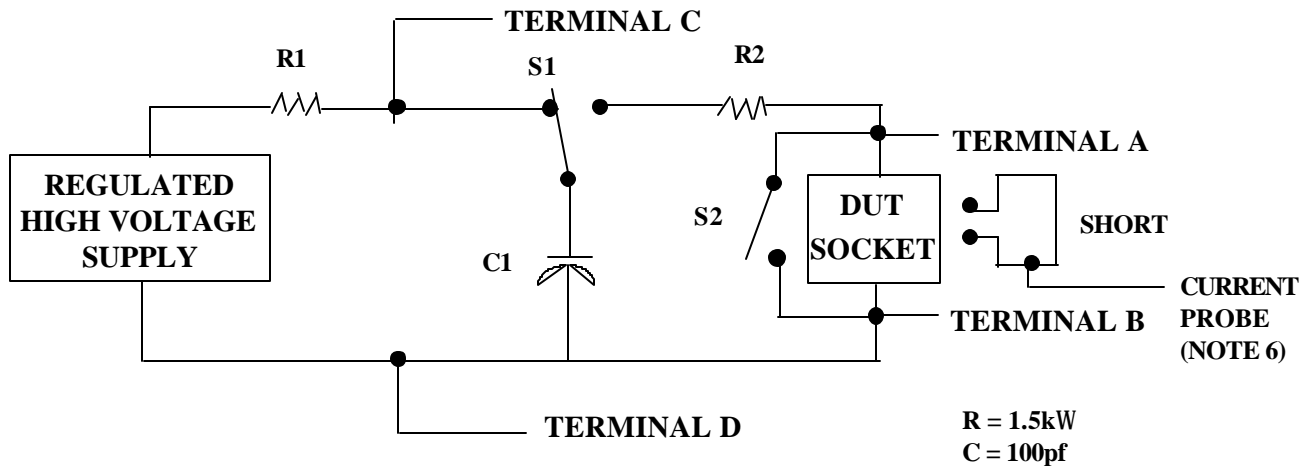 TERMINAL C
R1
S1
R2
TERMINAL A
REGULATED
HIGH VOLTAGE
SUPPLY
S2
DUT
SOCKET
SHORT
C1
CURRENT
PROBE
(NOTE 6)
TERMINAL B
TERMINAL D
R = 1.5kW
C = 100pf